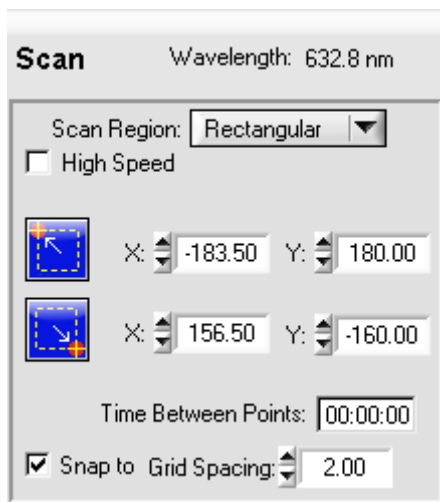 Scan Wavelength: 632.8 nm
Scan Region: Rectangular
High Speed
X: -183.50 Y: 180.00
X: 156.50 Y: -160.00
Time Between Points: 00:00:00
Snap to Grid Spacing: 2.00